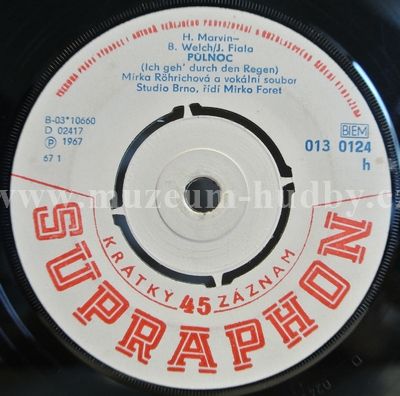 H. Marvin–
B. Welch/J. Fiala
PŮLNOC
(Ich geh' durch den Regen)
Mirka Röhrichová a vokální soubor
Studio Brno, řídí Mirko Foret
B-03*10660
D 02417
Ⓟ 1967
67 1
BIEM
013 0124
h
www.muzeum-hudby.cz
KRÁTKÝ 45 ZÁZNAM
SUPRAPHON